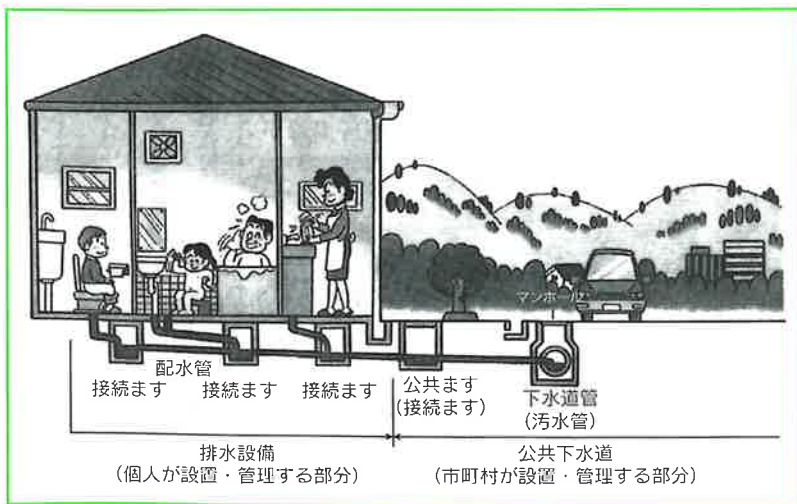 マンホール
配水管
接続ます
接続ます
接続ます
公共ます
(接続ます)
下水道管
(汚水管)
排水設備
(個人が設置・管理する部分)
公共下水道
(市町村が設置・管理する部分)